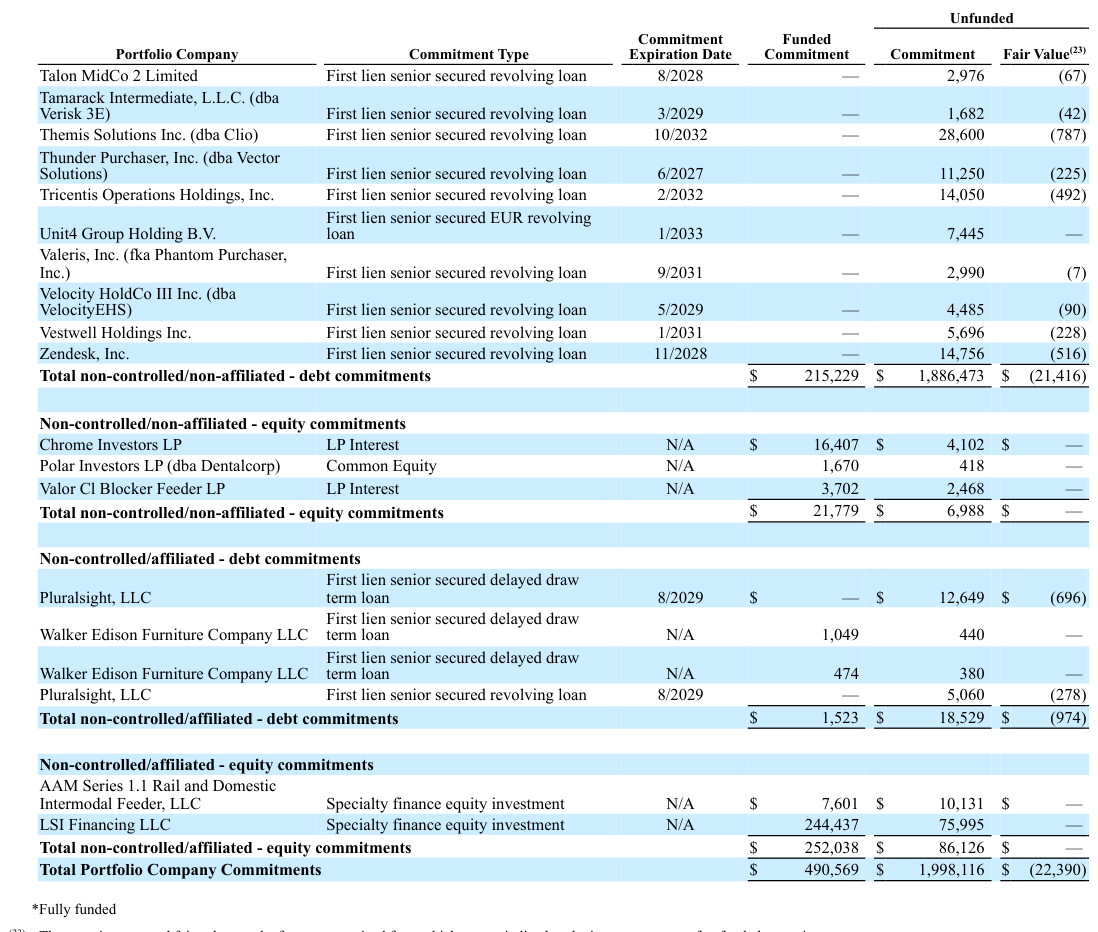 Unfunded
Portfolio Company Commitment Type Commitment Expiration Date Funded Commitment Commitment Fair Value(23)
Talon MidCo 2 Limited First lien senior secured revolving loan 8/2028 — 2,976 (67)
Tamarack Intermediate, L.L.C. (dba
Verisk 3E) First lien senior secured revolving loan 3/2029 — 1,682 (42)
Themis Solutions Inc. (dba Clio) First lien senior secured revolving loan 10/2032 — 28,600 (787)
Thunder Purchaser, Inc. (dba Vector
Solutions) First lien senior secured revolving loan 6/2027 — 11,250 (225)
Tricentis Operations Holdings, Inc. First lien senior secured revolving loan 2/2032 — 14,050 (492)
First lien senior secured EUR revolving
Unit4 Group Holding B.V. loan 1/2033 — 7,445 —
Valeris, Inc. (fka Phantom Purchaser,
Inc.) First lien senior secured revolving loan 9/2031 — 2,990 (7)
Velocity HoldCo III Inc. (dba
VelocityEHS) First lien senior secured revolving loan 5/2029 — 4,485 (90)
Vestwell Holdings Inc. First lien senior secured revolving loan 1/2031 — 5,696 (228)
Zendesk, Inc. First lien senior secured revolving loan 11/2028 — 14,756 (516)
Total non-controlled/non-affiliated - debt commitments $ 215,229 $ 1,886,473 $ (21,416)
Non-controlled/non-affiliated - equity commitments
Chrome Investors LP LP Interest N/A $ 16,407 $ 4,102 $ —
Polar Investors LP (dba Dentalcorp) Common Equity N/A 1,670 418 —
Valor Cl Blocker Feeder LP LP Interest N/A 3,702 2,468 —
Total non-controlled/non-affiliated - equity commitments $ 21,779 $ 6,988 $ —
Non-controlled/affiliated - debt commitments
First lien senior secured delayed draw
Pluralsight, LLC term loan 8/2029 $ — $ 12,649 $ (696)
First lien senior secured delayed draw
Walker Edison Furniture Company LLC term loan N/A 1,049 440 —
First lien senior secured delayed draw
Walker Edison Furniture Company LLC term loan N/A 474 380 —
Pluralsight, LLC First lien senior secured revolving loan 8/2029 — 5,060 (278)
Total non-controlled/affiliated - debt commitments $ 1,523 $ 18,529 $ (974)
Non-controlled/affiliated - equity commitments
AAM Series 1.1 Rail and Domestic
Intermodal Feeder, LLC Specialty finance equity investment N/A $ 7,601 $ 10,131 $ —
LSI Financing LLC Specialty finance equity investment N/A 244,437 75,995 —
Total non-controlled/affiliated - equity commitments $ 252,038 $ 86,126 $ —
Total Portfolio Company Commitments $ 490,569 $ 1,998,116 $ (22,390)
*Fully funded